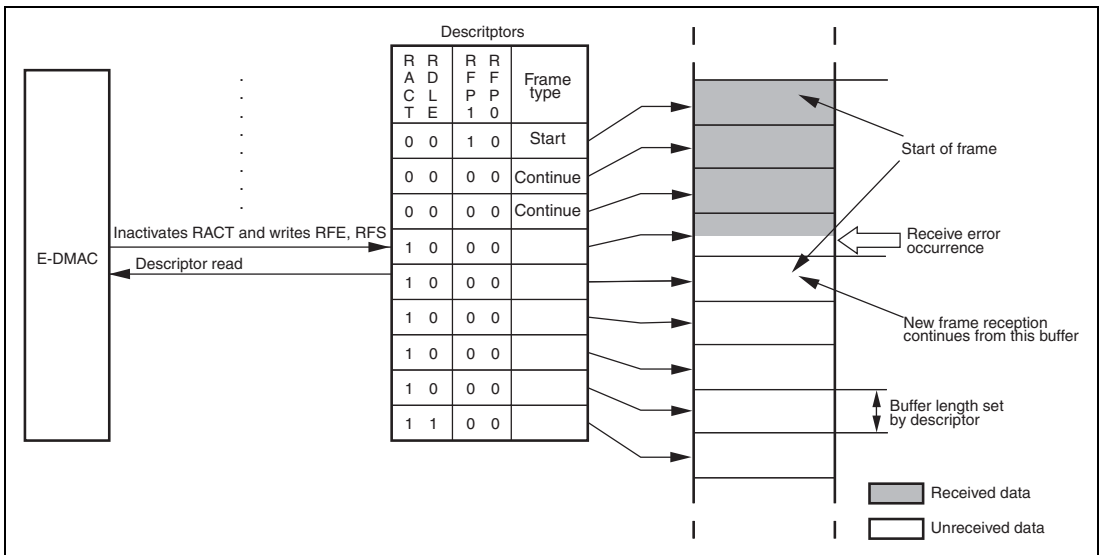 Descritptors
R R R R
A D F F Frame
C L P P type
T E 1 0
0 0 1 0 Start
0 0 0 0 Continue
0 0 0 0 Continue
1 0 0 0
1 0 0 0
1 0 0 0
1 0 0 0
1 0 0 0
1 1 0 0
E-DMAC
Inactivates RACT and writes RFE, RFS
Descriptor read
Start of frame
Receive error
occurrence
New frame reception
continues from this buffer
Buffer length set
by descriptor
Received data
Unreceived data